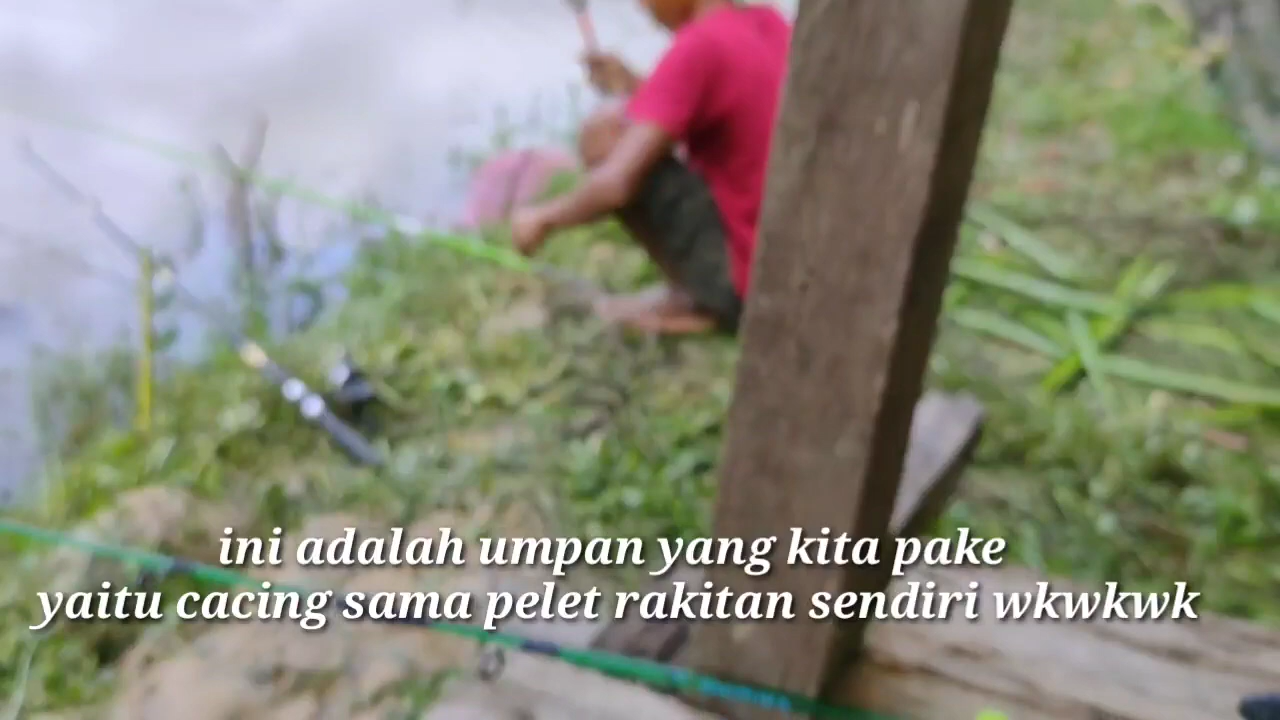 ini adalah umpan yang kita pake
yaitu cacing sama pelet rakitan sendiri wkwkwk